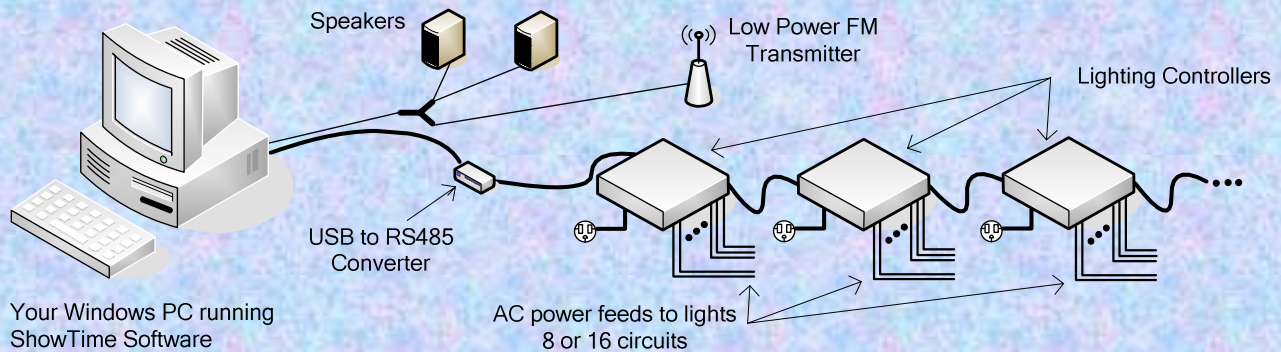 Speakers
Low Power FM
Transmitter
Lighting Controllers
USB to RS485
Converter
Your Windows PC running
ShowTime Software
AC power feeds to lights
8 or 16 circuits